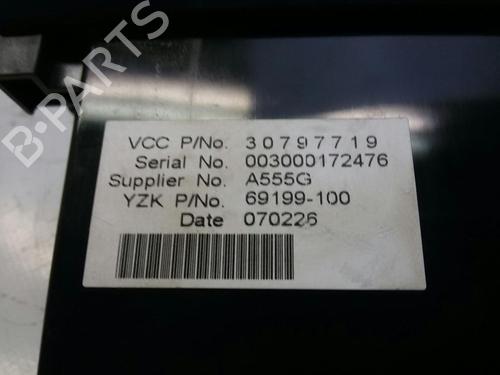 VCC P/No. 30797719
Serial No. 003000172476
Supplier No. A555G
YZK P/No. 69199-100
Date 070226
B-PARTS